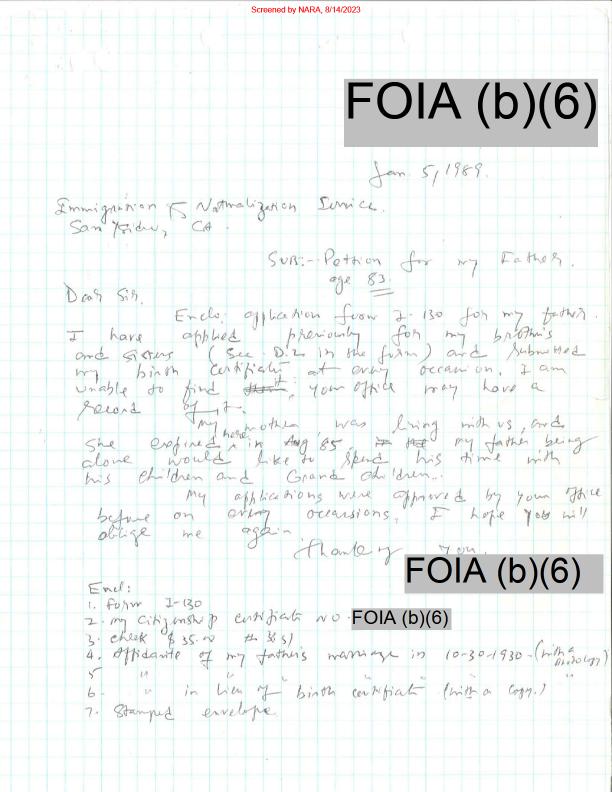 Screened by NARA, 8/14/2023
FOIA (b)(6)
Jan. 5, 1989.
Immigration & Natralization Service.
San Ysidro, CA.
SUB:- Petition for my Father.
age 83.
Dear Sir.
Enclo: application form I-130 for my father.
I have applied previously for my brothers
and sisters (See D.2. in the form) and submitted
my birth certificate at every occasion. I am
unable to find it, your office may have a
record of it.
My mother, was living with us, and
she expired here in Aug 85, my father being
alone would like to spend his time with
his children and Grand children.
My applications were approved by your office
before on every occassions, I hope you will
oblige me again.
Thanking you.
FOIA (b)(6)
Encl:
1. Form I-130
2. my citizenship certificate NO. FOIA (b)(6)
3. Check $35.00
4. Affidavite of my father's marriage in 10-30-1930 - (with a
5 " "
6. " in lieu of "birth certificate (with a copy.) "
7. Stamped envelope